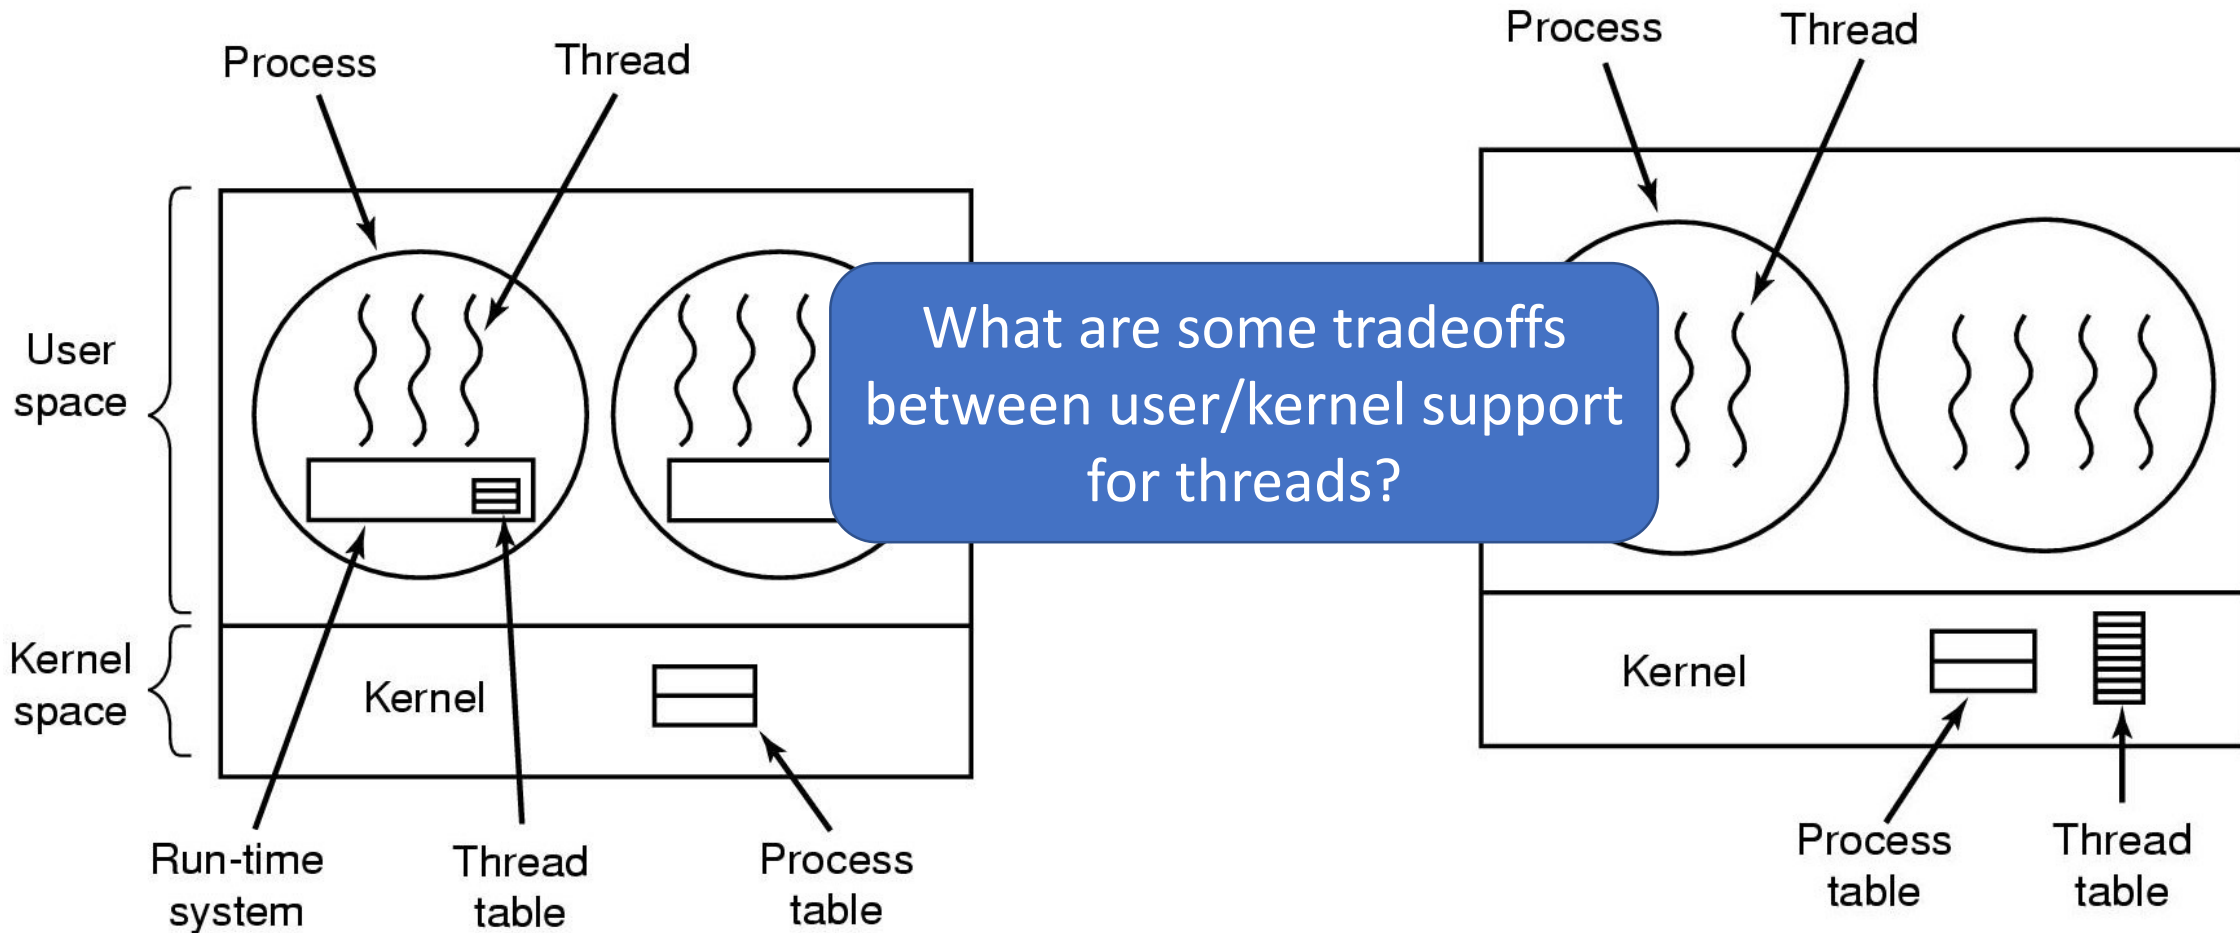 Process
Thread
User
space
Kernel
space
Kernel
Run-time
system
Thread
table
Process
table
What are some tradeoffs
between user/kernel support
for threads?
Process
Thread
Kernel
Process
table
Thread
table